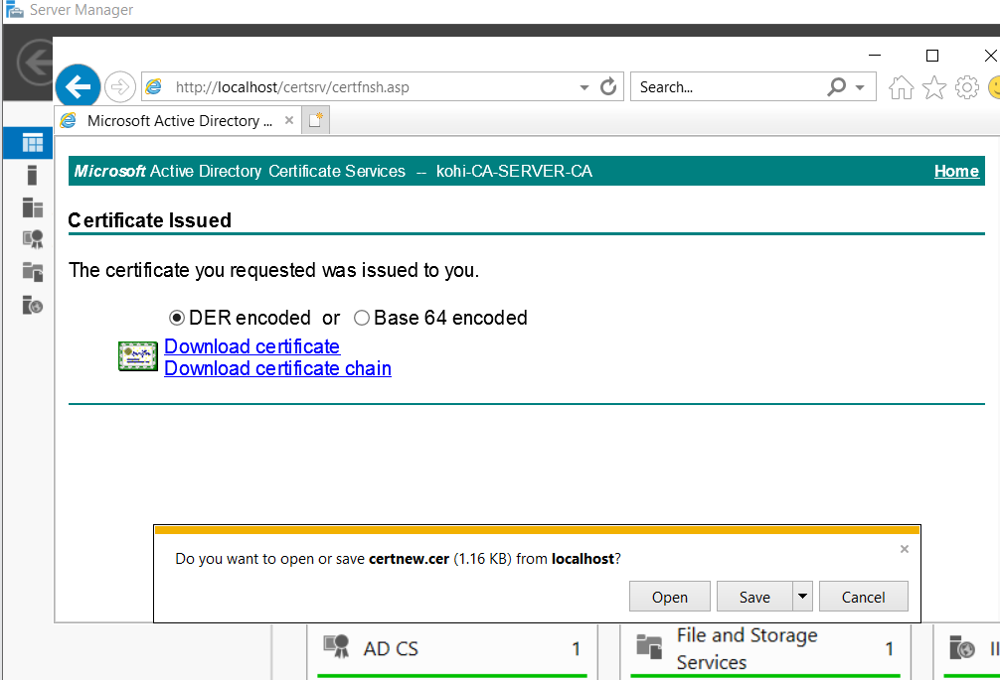 Server Manager
http://localhost/certsrv/certfnsh.asp
Search...
Microsoft Active Directory ...
Microsoft Active Directory Certificate Services -- kohi-CA-SERVER-CA
Home
Certificate Issued
The certificate you requested was issued to you.
DER encoded or Base 64 encoded
Download certificate
Download certificate chain
Do you want to open or save certnew.cer (1.16 KB) from localhost?
Open
Save
Cancel
AD CS 1
File and Storage
Services 1